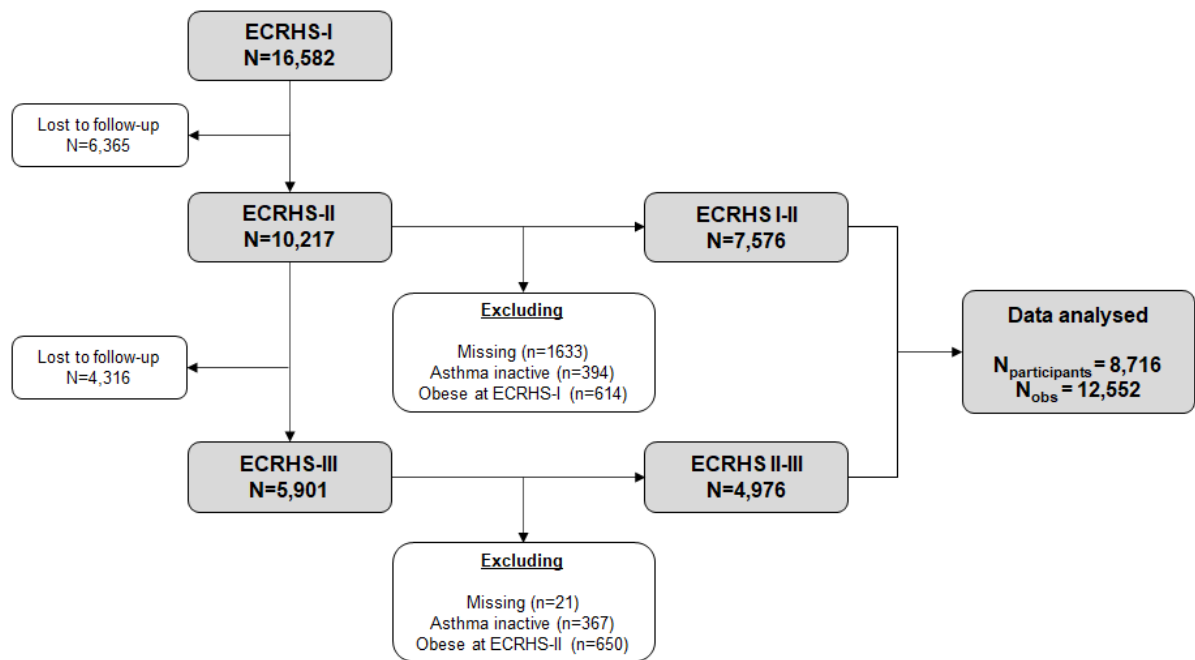 ECRHS-I
N=16,582
Lost to follow-up
N=6,365
ECRHS-II
N=10,217
ECRHS I-II
N=7,576
Excluding
Missing (n=1633)
Asthma inactive (n=394)
Obese at ECRHS-I (n=614)
Data analysed
Nparticipants = 8,716
Nobs = 12,552
Lost to follow-up
N=4,316
ECRHS-III
N=5,901
ECRHS II-III
N=4,976
Excluding
Missing (n=21)
Asthma inactive (n=367)
Obese at ECRHS-II (n=650)